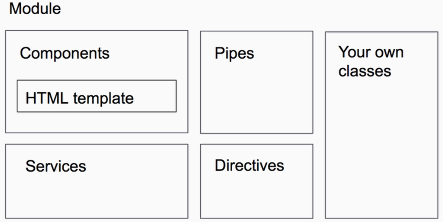 Module
Components
HTML template
Pipes
Your own
classes
Services
Directives